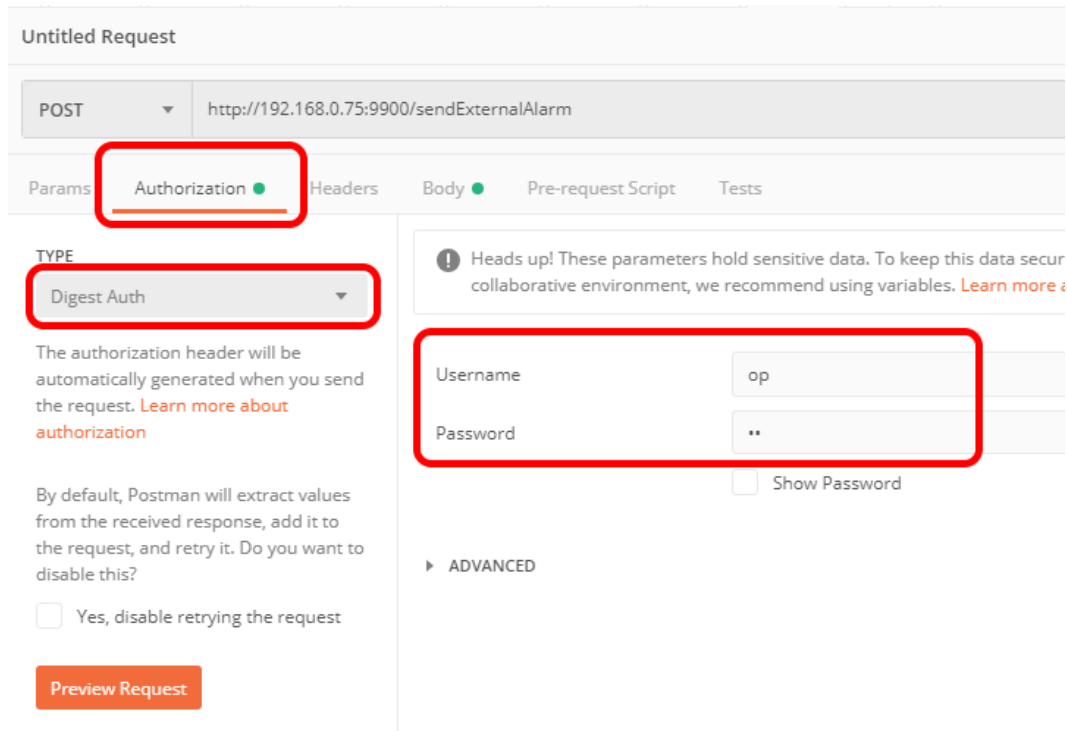 Untitled Request
POST http://192.168.0.75:9900/sendExternalAlarm
Params Authorization Headers Body Pre-request Script Tests
TYPE
Digest Auth
The authorization header will be
automatically generated when you send
the request. Learn more about
authorization
By default, Postman will extract values
from the received response, add it to
the request, and retry it. Do you want to
disable this?
Yes, disable retrying the request
Preview Request
Heads up! These parameters hold sensitive data. To keep this data secur
collaborative environment, we recommend using variables. Learn more a
Username op
Password ••
Show Password
ADVANCED